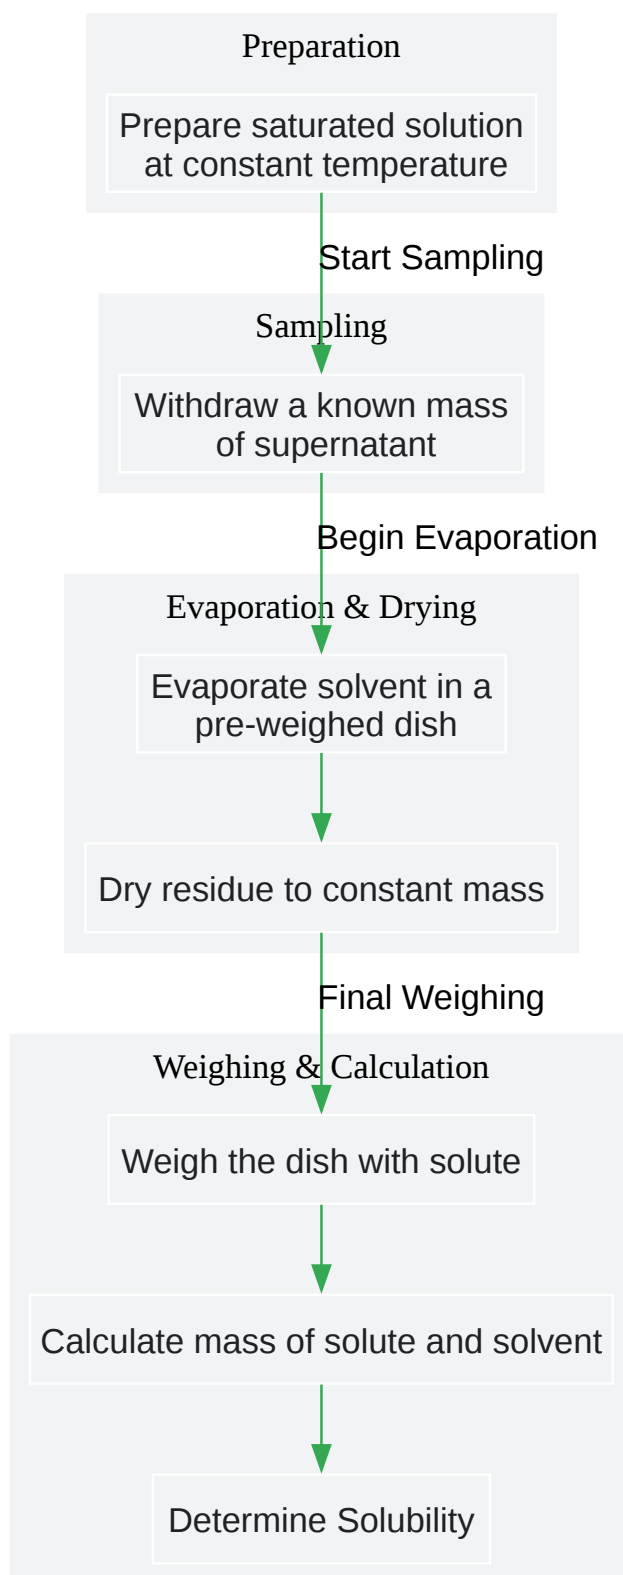 Preparation
Prepare saturated solution
at constant temperature
Start Sampling
Sampling
Withdraw a known mass
of supernatant
Begin Evaporation
Evaporation & Drying
Evaporate solvent in a
pre-weighed dish
Dry residue to constant mass
Final Weighing
Weighing & Calculation
Weigh the dish with solute
Calculate mass of solute and solvent
Determine Solubility